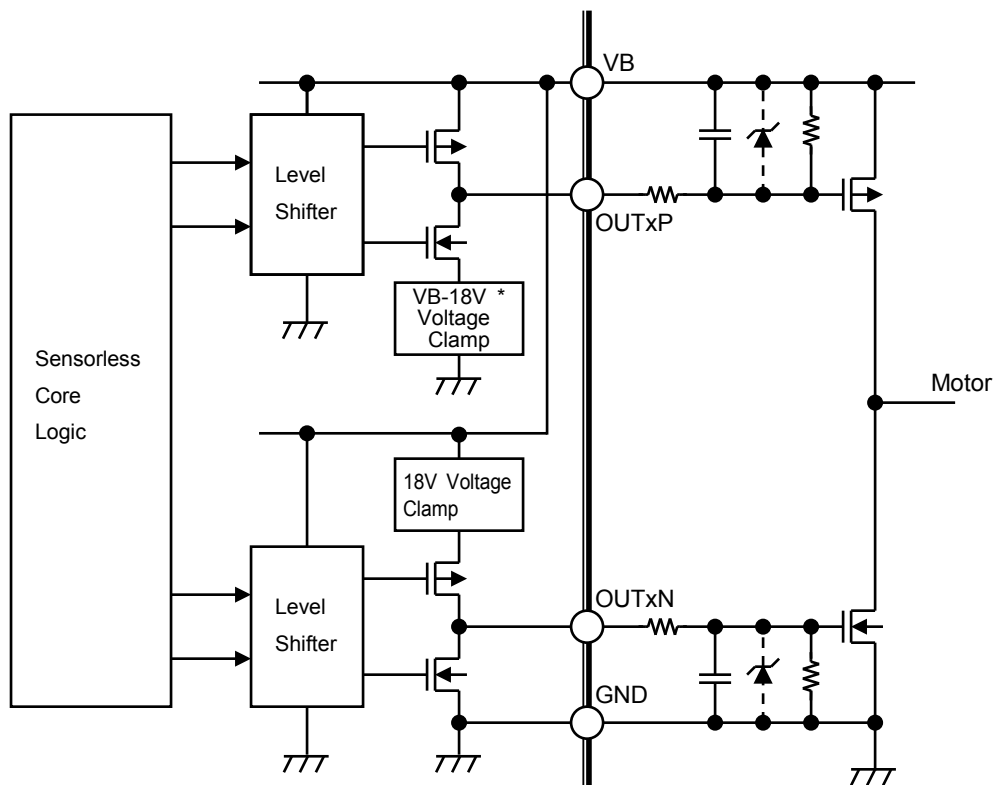 VB
Level
Shifter
OUTxP
VB-18V *
Voltage
Clamp
Sensorless
Core
Logic
Motor
18V Voltage
Clamp
OUTxN
Level
Shifter
GND